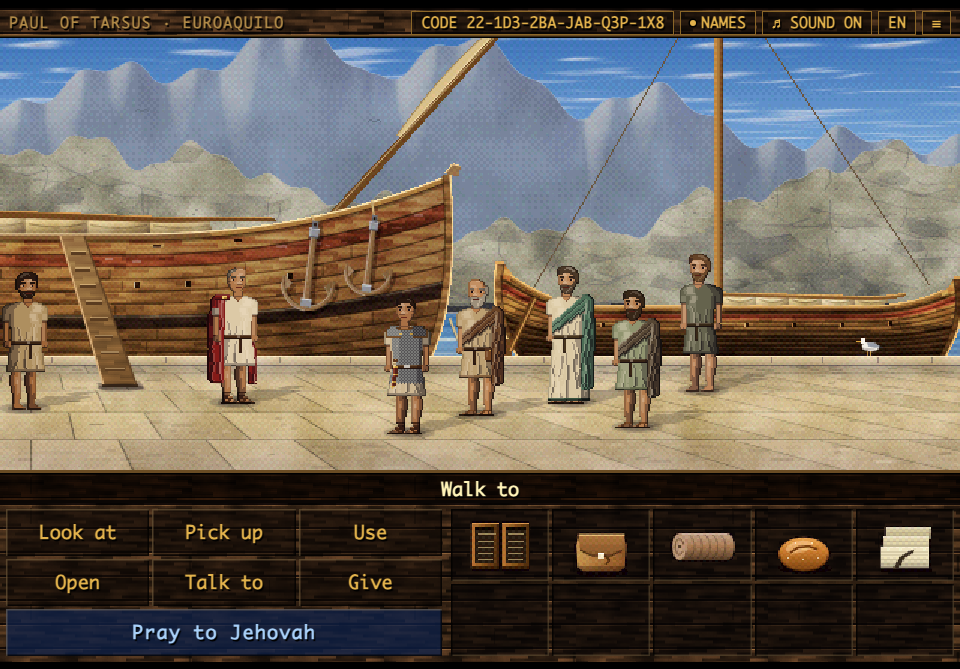 PAUL OF TARSUS · EUROAQUILO
CODE 22-1D3-2BA-JAB-Q3P-1X8
● NAMES
♬ SOUND ON
EN
≡
Walk to
Look at
Pick up
Use
Open
Talk to
Give
Pray to Jehovah